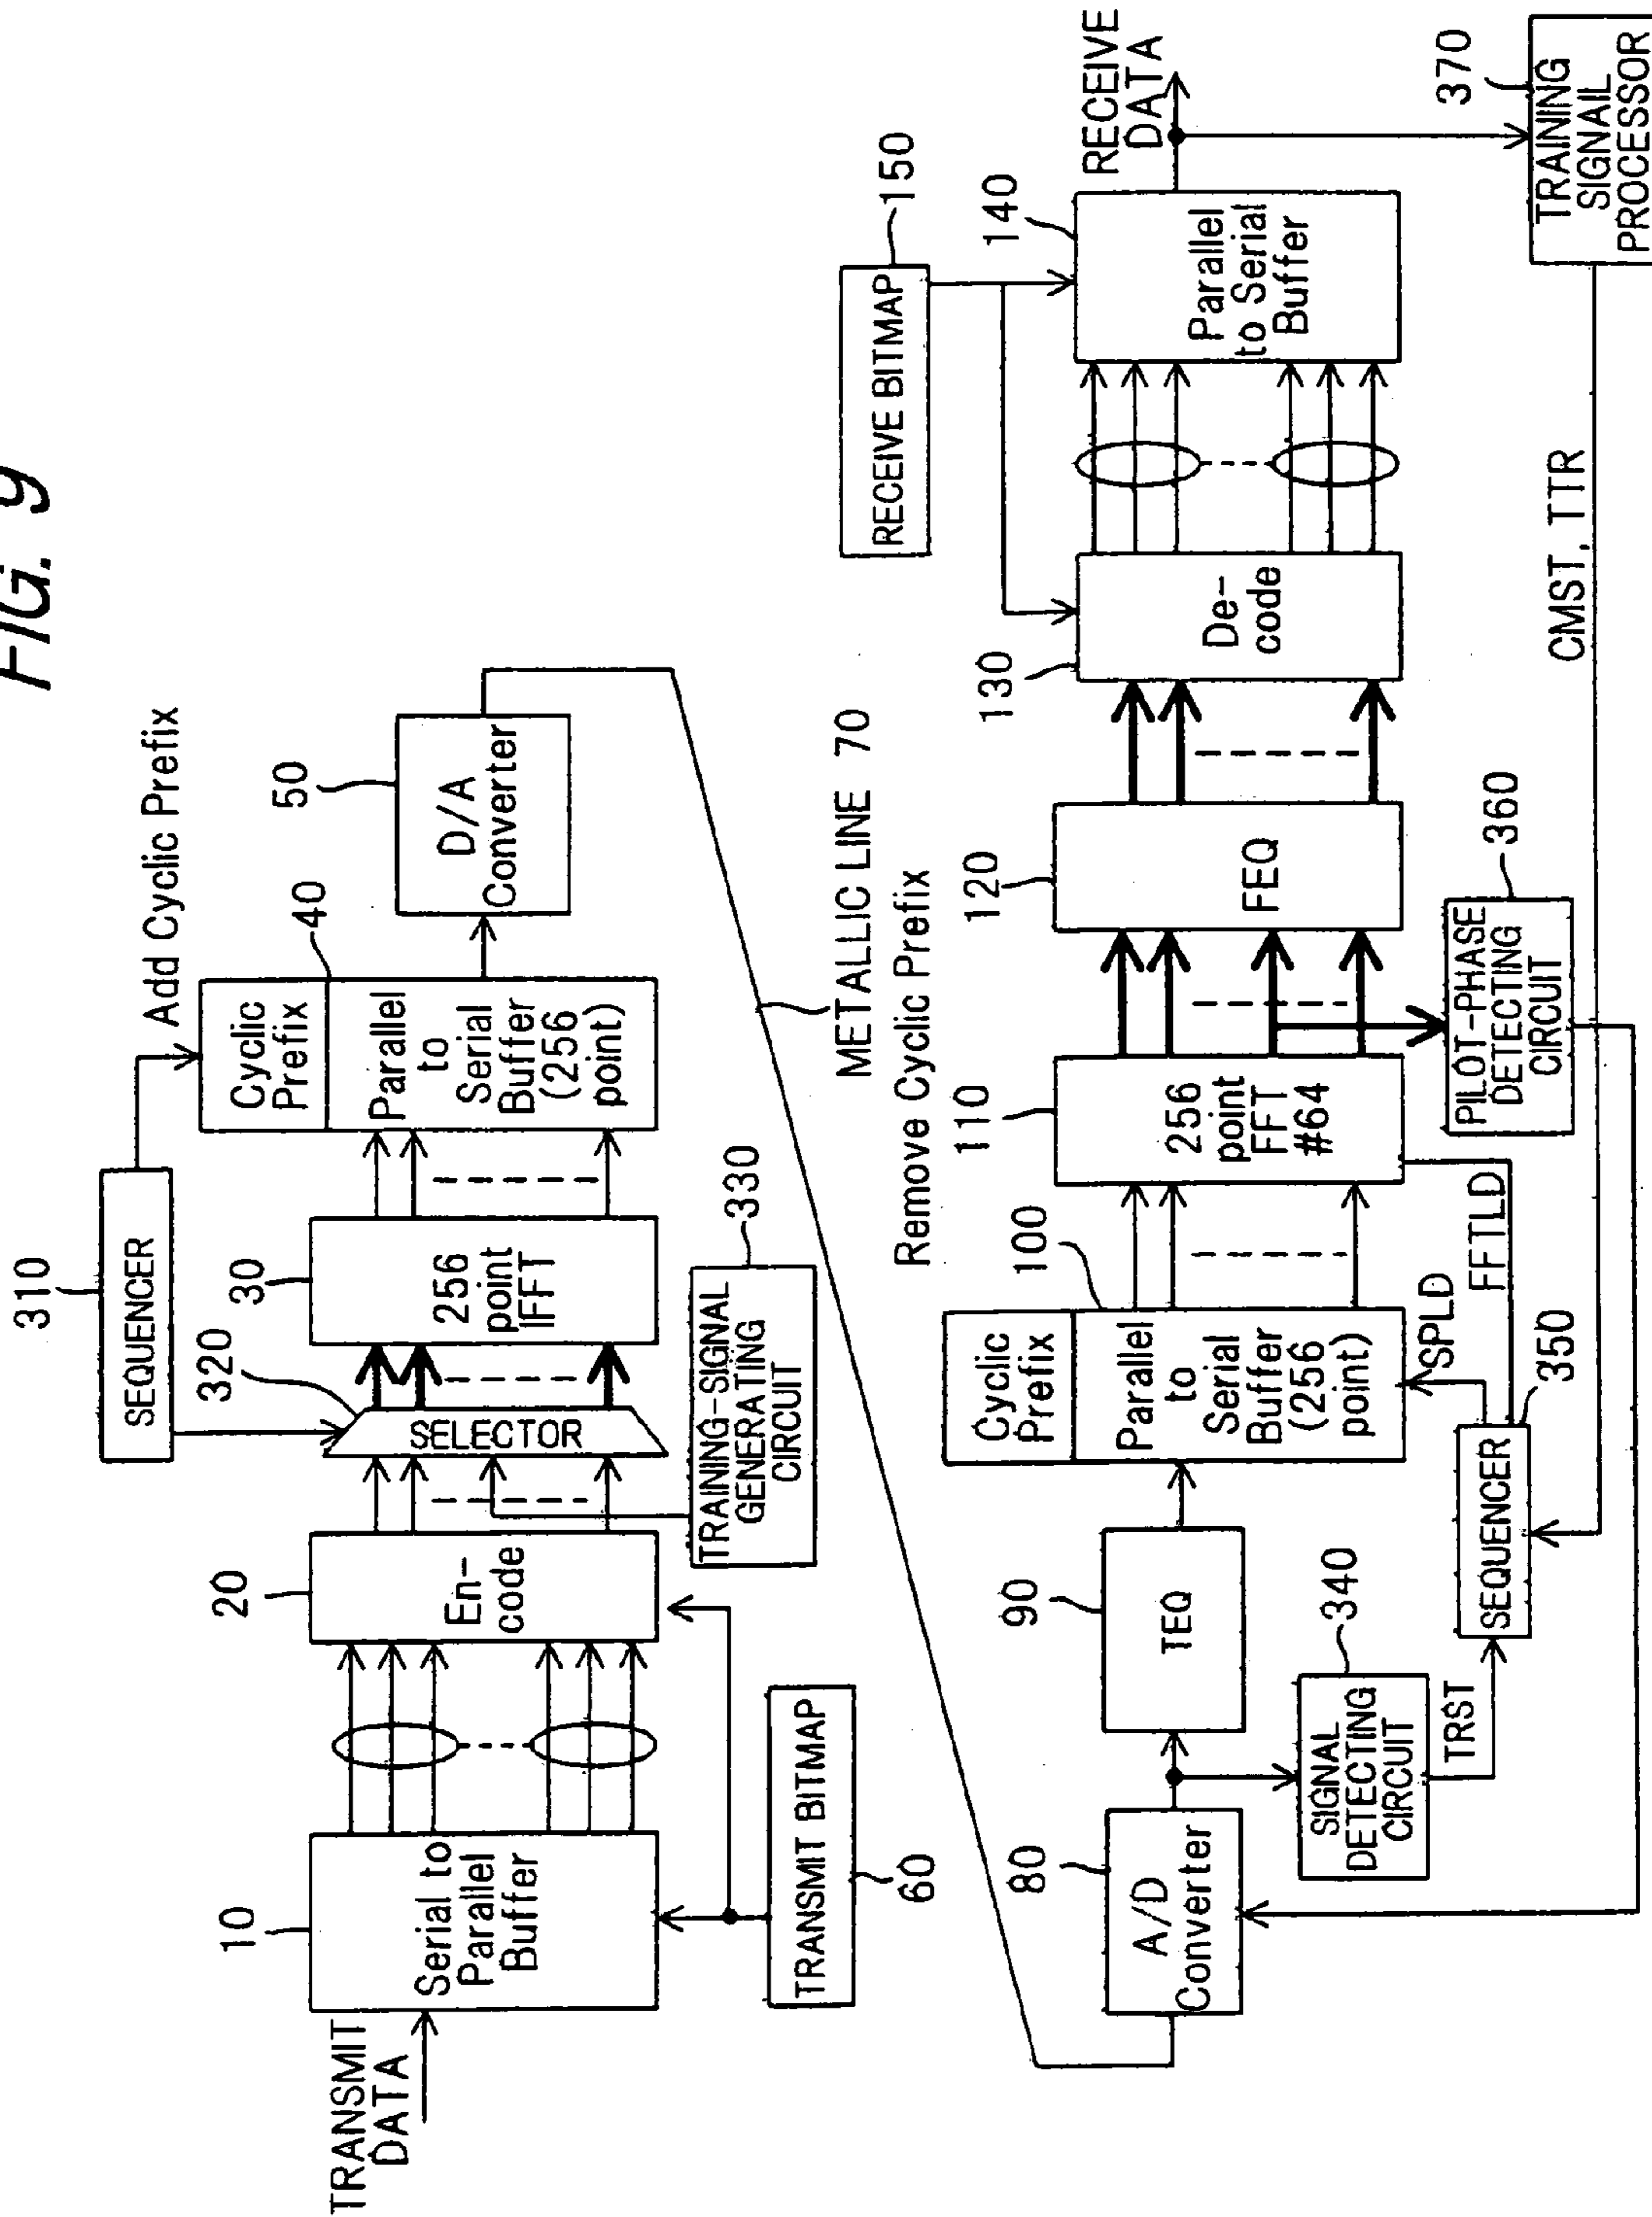 FIG. 9
Add Cyclic Prefix
310
SEQUENCER
320
30
256
point
IFFT
Cyclic
Prefix
40
Parallel
to
Serial
Buffer
(256
point)
50
D/A
Converter
TRANSMIT
DATA
10
Serial to
Parallel
Buffer
20
En-
code
SELECTOR
330
TRAINING-SIGNAL
GENERATING
CIRCUIT
TRANSMIT BITMAP
60
METALLIC LINE 70
Remove Cyclic Prefix
80
A/D
Converter
90
TEQ
340
SIGNAL
DETECTING
CIRCUIT
TRST
Cyclic
Prefix
100
Parallel
to
Serial
Buffer
(256
point)
SPLD
FFTLD
SEQUENCER
350
110
256
point
FFT
#64
120
FEQ
PILOT-PHASE
DETECTING
CIRCUIT
360
130
De-
code
RECEIVE BITMAP
150
140
Parallel
to Serial
Buffer
RECEIVE
DATA
CMST, TTR
370
TRAINING
SIGNAIL
PROCESSOR